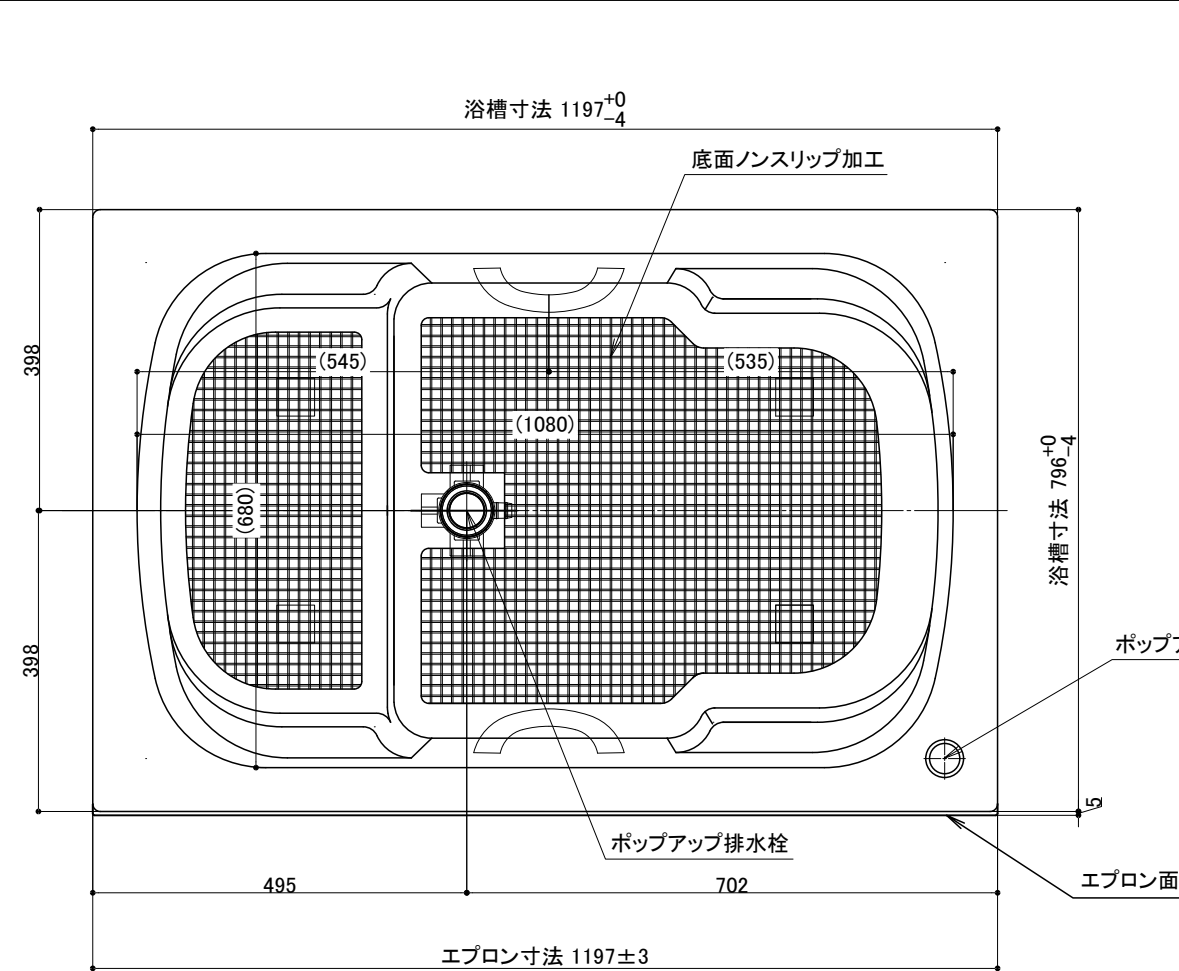 浴槽寸法 1197+0 -4
底面ノンスリップ加工
398
(545)
(535)
(1080)
(680)
浴槽寸法 796+0 -4
398
ポップ
5
ポップアップ排水栓
495
702
エプロン面
エプロン寸法 1197±3